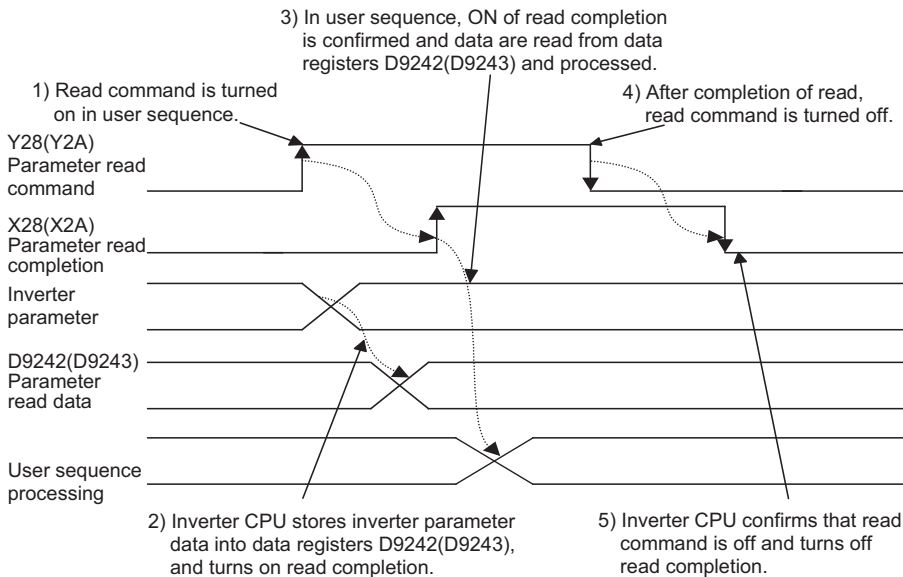 3) In user sequence, ON of read completion
is confirmed and data are read from data
registers D9242(D9243) and processed.
1) Read command is turned
on in user sequence.
4) After completion of read,
read command is turned off.
Y28(Y2A)
Parameter read
command
X28(X2A)
Parameter read
completion
Inverter
parameter
D9242(D9243)
Parameter
read data
User sequence
processing
2) Inverter CPU stores inverter parameter
data into data registers D9242(D9243),
and turns on read completion.
5) Inverter CPU confirms that read
command is off and turns off
read completion.